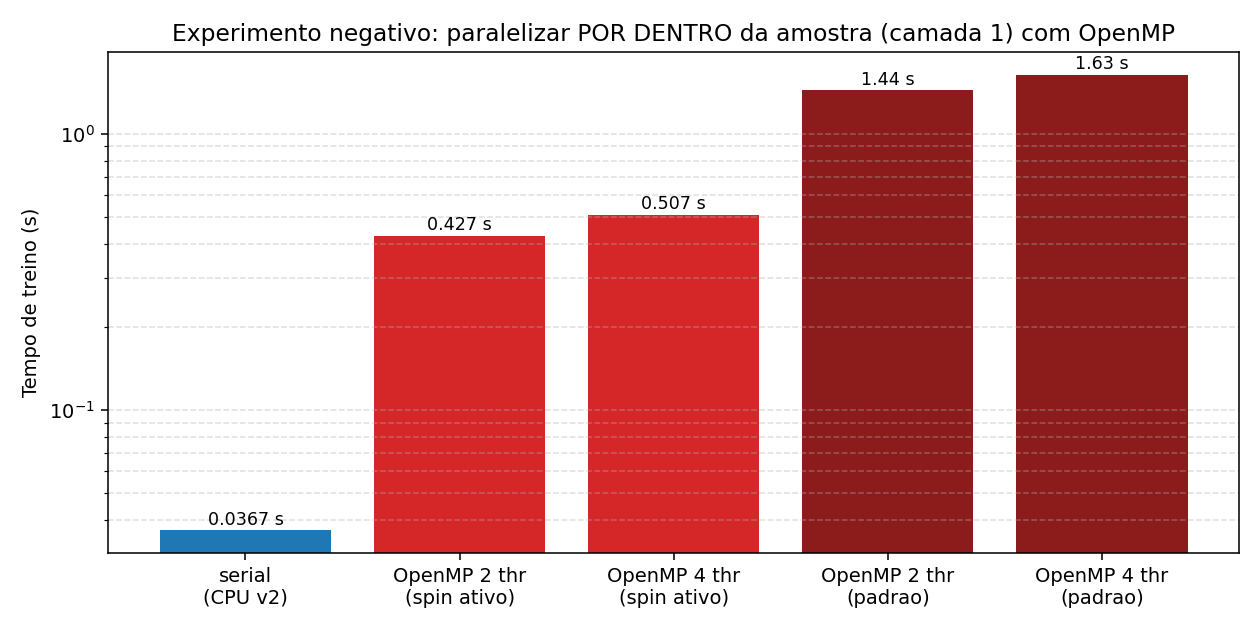 Experimento negativo: paralelizar POR DENTRO da amostra (camada 1) com OpenMP
Tempo de treino (s)
10⁰
10⁻¹
0.0367 s
0.427 s
0.507 s
1.44 s
1.63 s
serial
(CPU v2)
OpenMP 2 thr
(spin ativo)
OpenMP 4 thr
(spin ativo)
OpenMP 2 thr
(padrao)
OpenMP 4 thr
(padrao)